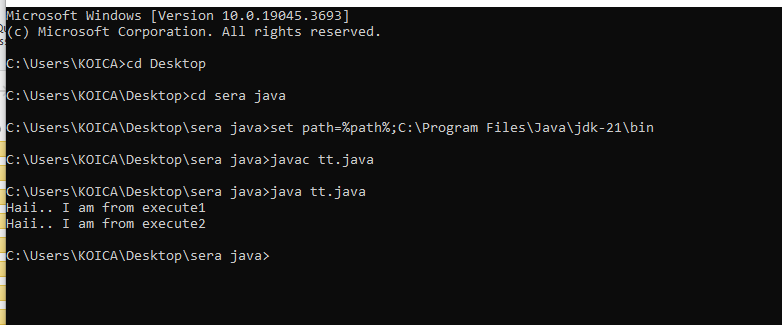 Microsoft Windows [Version 10.0.19045.3693]
(c) Microsoft Corporation. All rights reserved.
C:\Users\KOICA>cd Desktop
C:\Users\KOICA\Desktop>cd sera java
C:\Users\KOICA\Desktop\sera java>set path=%path%;C:\Program Files\Java\jdk-21\bin
C:\Users\KOICA\Desktop\sera java>javac tt.java
C:\Users\KOICA\Desktop\sera java>java tt.java
Haii.. I am from execute1
Haii.. I am from execute2
C:\Users\KOICA\Desktop\sera java>